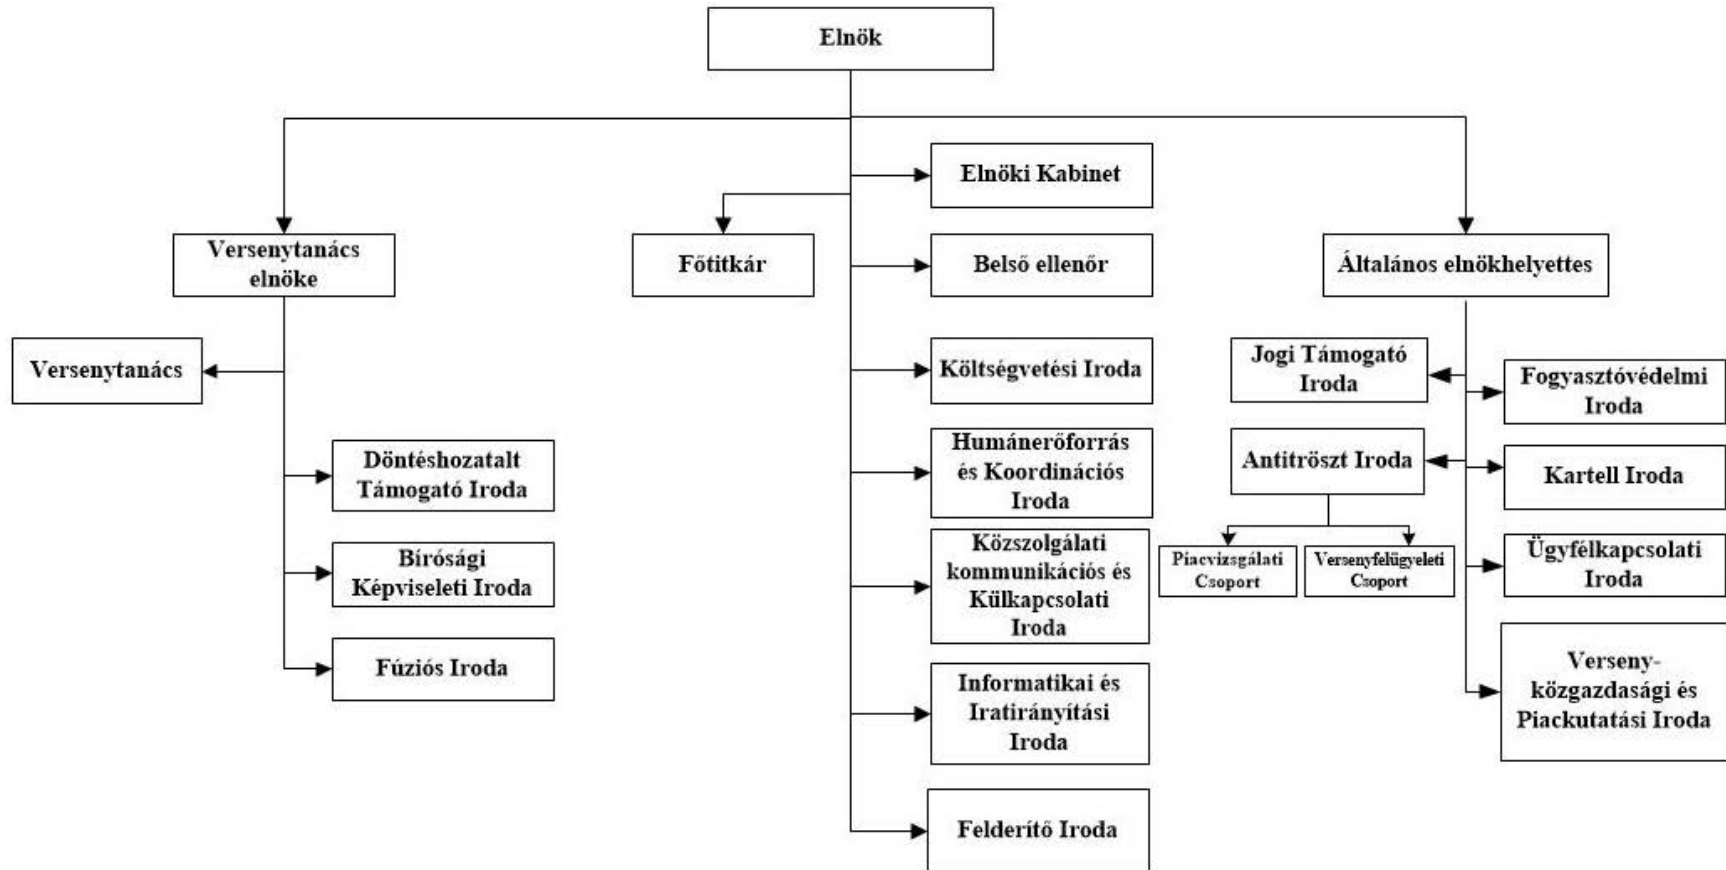 Elnök
Elnöki Kabinet
Versenytanács
elnöke
Főtitkár
Belső ellenőr
Általános elnökhelyettes
Versenytanács
Költségvetési Iroda
Jogi Támogató
Iroda
Fogyasztóvédelmi
Iroda
Döntéshozatalt
Támogató Iroda
Humánerőforrás
és Koordinációs
Iroda
Antitröszt Iroda
Kartell Iroda
Bírósági
Képviseleti Iroda
Közszolgálati
kommunikációs és
Külkapcsolati
Iroda
Piacvizsgálati
Csoport
Versenyfelügyeleti
Csoport
Ügyfélkapcsolati
Iroda
Fúziós Iroda
Informatikai és
Iratirányítási
Iroda
Verseny-
közgazdasági és
Piackutatási Iroda
Felderítő Iroda